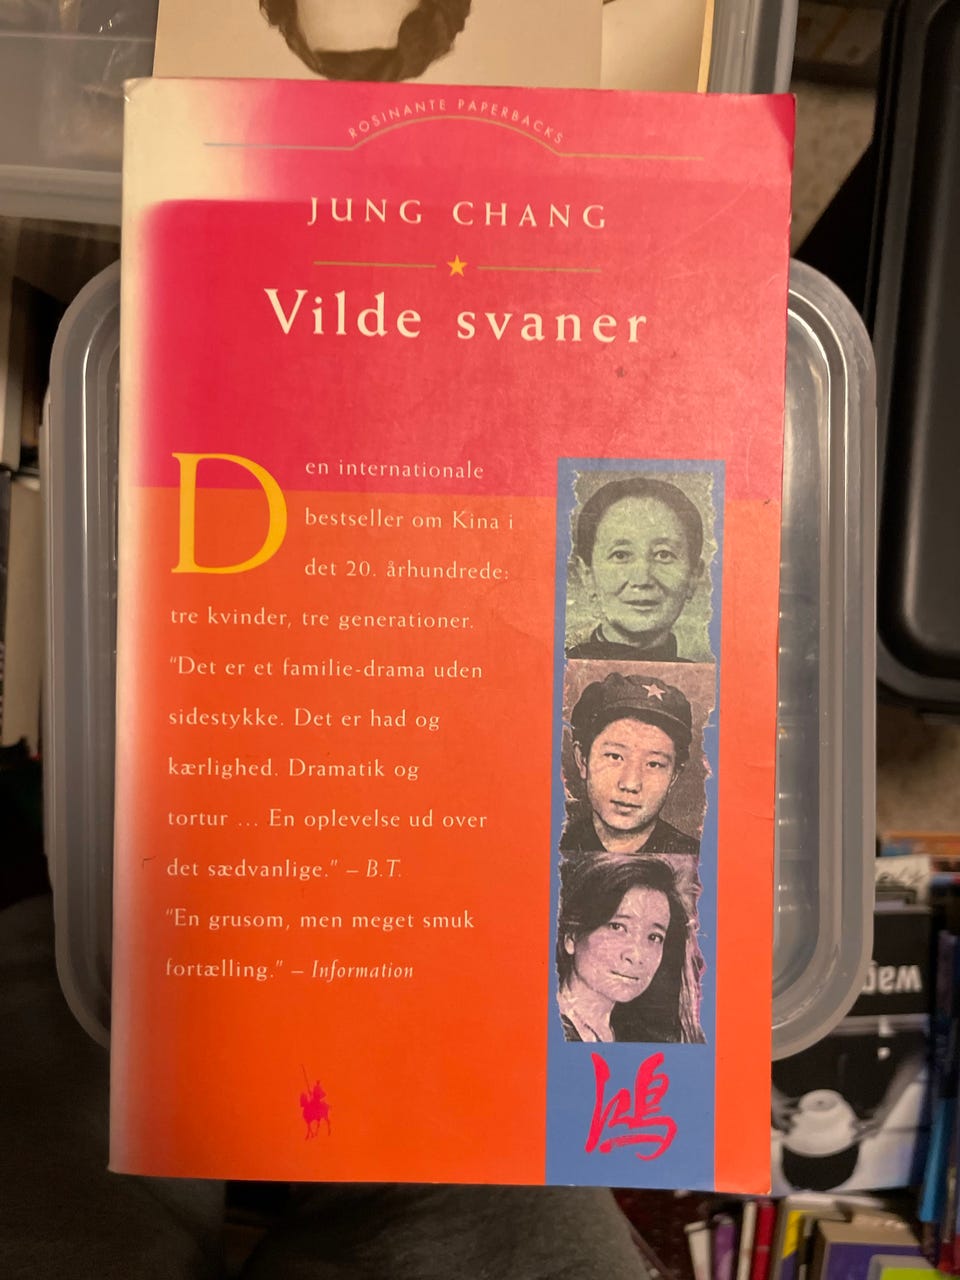 ROSINANTE PAPERBACKS
JUNG CHANG
Vilde svaner
Den internationale
bestseller om Kina i
det 20. århundrede:
tre kvinder, tre generationer.
"Det er et familie-drama uden
sidestykke. Det er had og
kærlighed. Dramatik og
tortur ... En oplevelse ud over
det sædvanlige." – B.T.
"En grusom, men meget smuk
fortælling." – Information
鴻